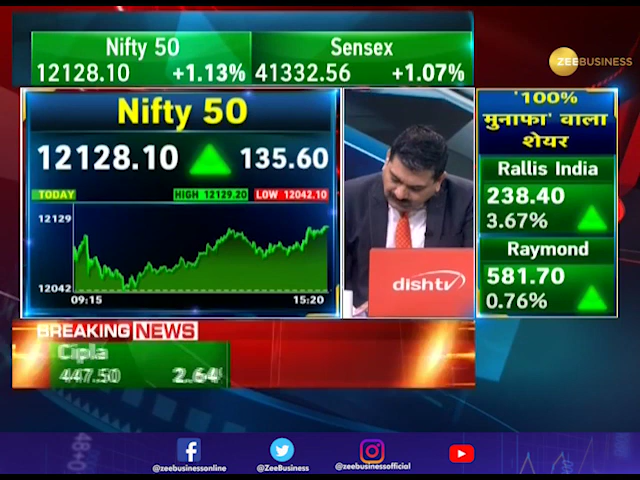 Nifty 50
12128.10 +1.13%
Sensex
41332.56 +1.07%
ZEEBUSINESS
Nifty 50
12128.10 135.60
TODAY
HIGH 12129.20 LOW 12042.10
12129
12042
09:15 15:20
dishtv
'100%
मुनाफा' वाला
शेयर
Rallis India
238.40
3.67%
Raymond
581.70
0.76%
BREAKING NEWS
Cipla
447.50 2.64
@zeebusinessonline
@ZeeBusiness
@zeebusinessofficial